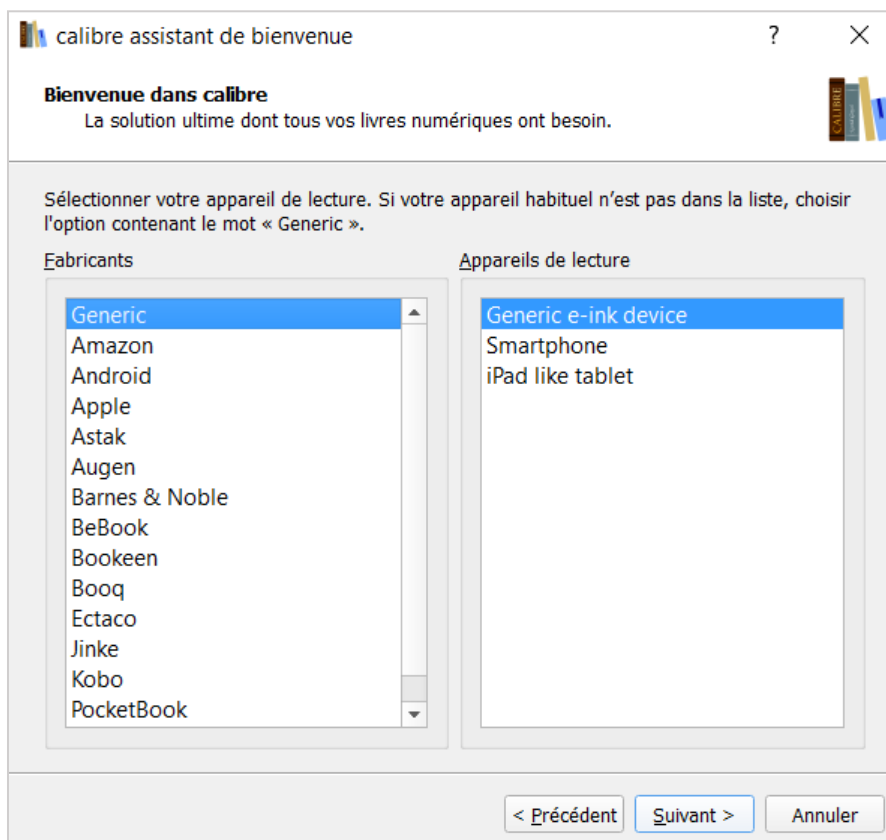 calibre assistant de bienvenue
Bienvenue dans calibre
La solution ultime dont tous vos livres numériques ont besoin.
CALIBRE
Sélectionner votre appareil de lecture. Si votre appareil habituel n’est pas dans la liste, choisir
l'option contenant le mot « Generic ».
Fabricants
Generic
Amazon
Android
Apple
Astak
Augen
Barnes & Noble
BeBook
Bookeen
Booq
Ectaco
Jinke
Kobo
PocketBook
Appareils de lecture
Generic e-ink device
Smartphone
iPad like tablet
< Précédent
Suivant >
Annuler